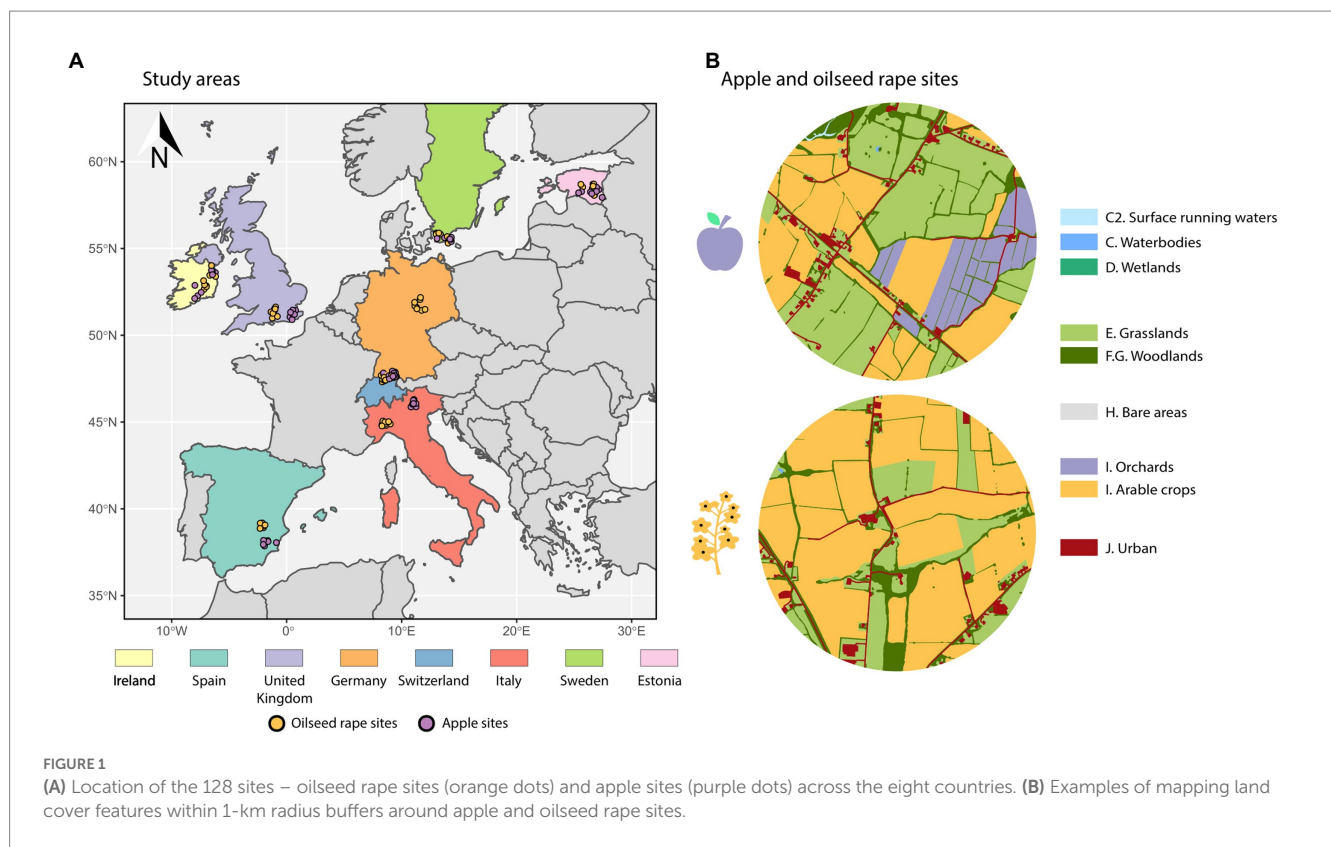 A
Study areas
N
60°N
55°N
50°N
45°N
40°N
35°N
10°W
0°
10°E
20°E
30°E
Ireland
Spain
United
Kingdom
Germany
Switzerland
Italy
Sweden
Estonia
Oilseed rape sites
Apple sites
B
Apple and oilseed rape sites
C2. Surface running waters
C. Waterbodies
D. Wetlands
E. Grasslands
F.G. Woodlands
H. Bare areas
I. Orchards
I. Arable crops
J. Urban
FIGURE 1
(A) Location of the 128 sites – oilseed rape sites (orange dots) and apple sites (purple dots) across the eight countries. (B) Examples of mapping land
cover features within 1-km radius buffers around apple and oilseed rape sites.